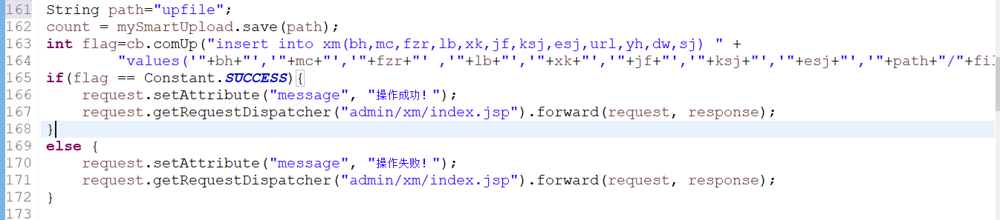 161 String path="upfile";
162 count = mySmartUpload.save(path);
163 int flag=cb.comUp("insert into xm(bh,mc,fzr,lb,xk,jf,ksj,esj,url,yh,dw,sj) " +
164 "values('"+bh+"','"+mc+"','"+fzr+"' ,'"+lb+"','"+xk+"','"+jf+"','"+ksj+"','"+esj+"','"+path+"/"+fil
165 if(flag == Constant.SUCCESS){
166 request.setAttribute("message", "操作成功！");
167 request.getRequestDispatcher("admin/xm/index.jsp").forward(request, response);
168 }
169 else {
170 request.setAttribute("message", "操作失败！");
171 request.getRequestDispatcher("admin/xm/index.jsp").forward(request, response);
172 }
173